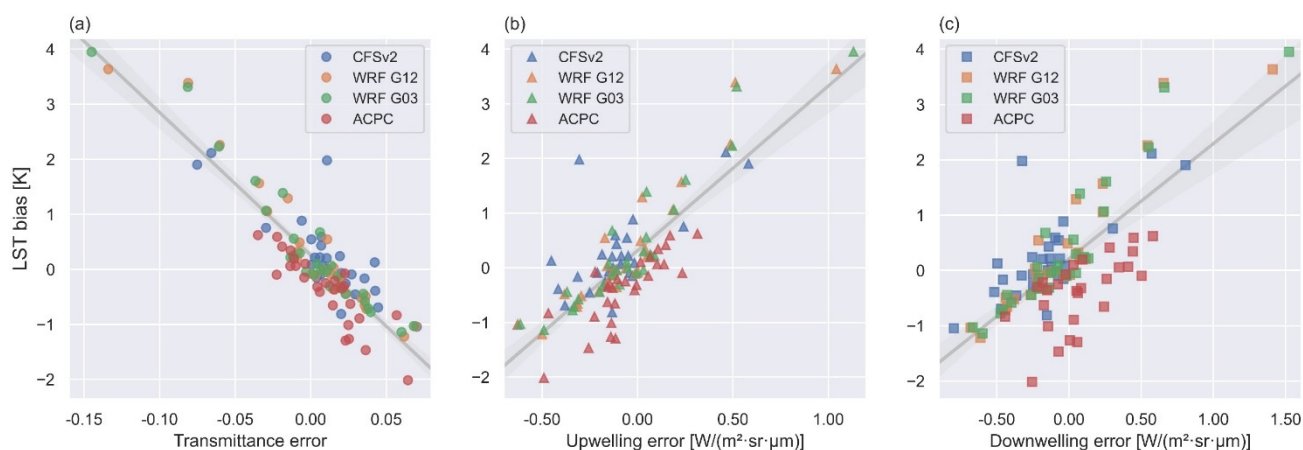 (a)
(b)
(c)
LST bias [K]
4
3
2
1
0
−1
−2
CFSv2
WRF G12
WRF G03
ACPC
-0.15
-0.10
-0.05
0.00
0.05
Transmittance error
4
3
2
1
0
−1
−2
CFSv2
WRF G12
WRF G03
ACPC
-0.50
0.00
0.50
1.00
Upwelling error [W/(m²·sr·μm)]
4
3
2
1
0
−1
−2
CFSv2
WRF G12
WRF G03
ACPC
-0.50
0.00
0.50
1.00
1.50
Downwelling error [W/(m²·sr·μm)]